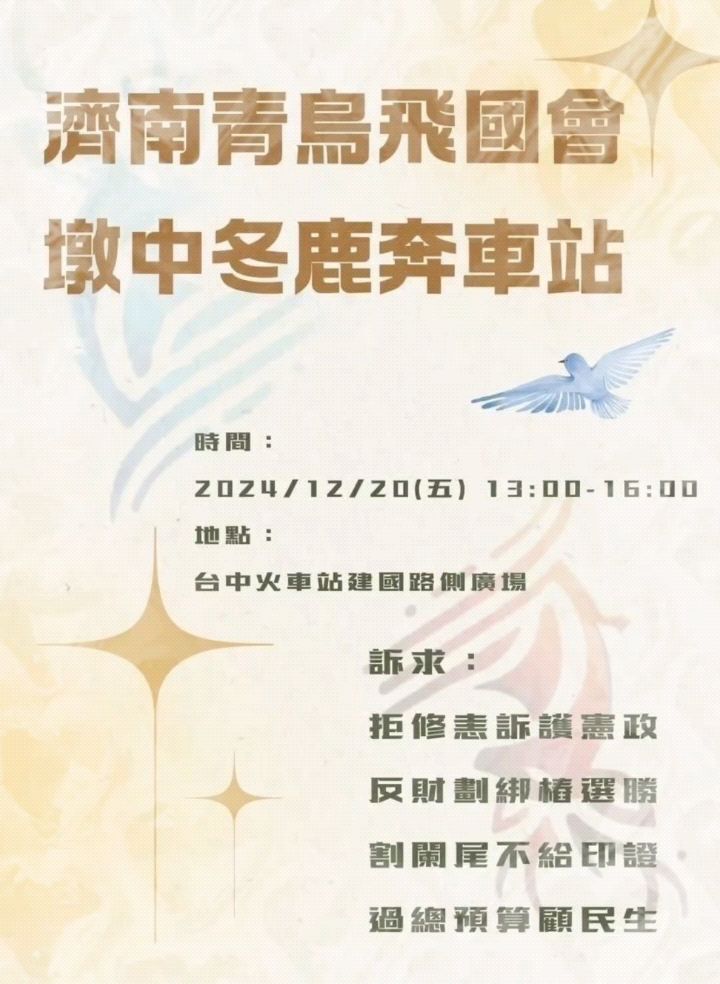 濟南青鳥飛國會
墩中冬鹿奔車站
時間：
2024/12/20(五) 13:00-16:00
地點：
台中火車站建國路側廣場
訴求：
拒修恚訴護憲政
反財劃綁樁選勝
割闌尾不給印證
過總預算顧民生